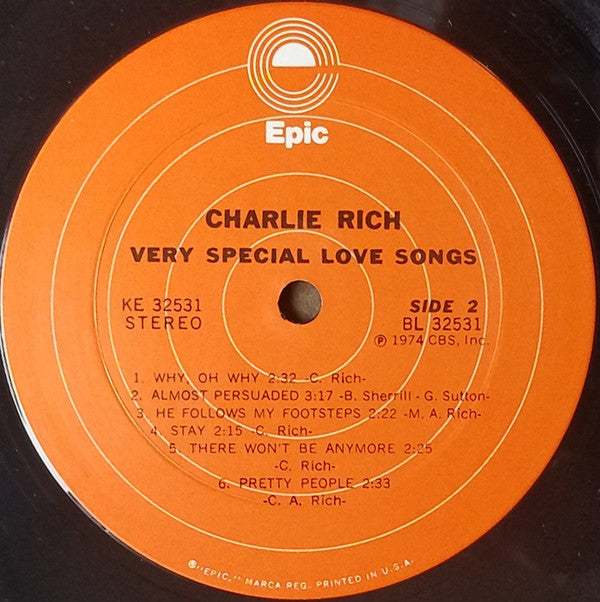 Epic
CHARLIE RICH
VERY SPECIAL LOVE SONGS
KE 32531
STEREO
SIDE 2
BL 32531
℗ 1974 CBS, Inc.
1. WHY, OH WHY 2:32 -C. Rich-
2. ALMOST PERSUADED 3:17 -B. Sherrill - G. Sutton-
3. HE FOLLOWS MY FOOTSTEPS 2:22 -M. A. Rich-
4. STAY 2:15 -C. Rich-
5. THERE WON'T BE ANYMORE 2:25
-C. Rich-
6. PRETTY PEOPLE 2:33
-C. A. Rich-
®"EPIC," MARCA REG. PRINTED IN U.S.A.